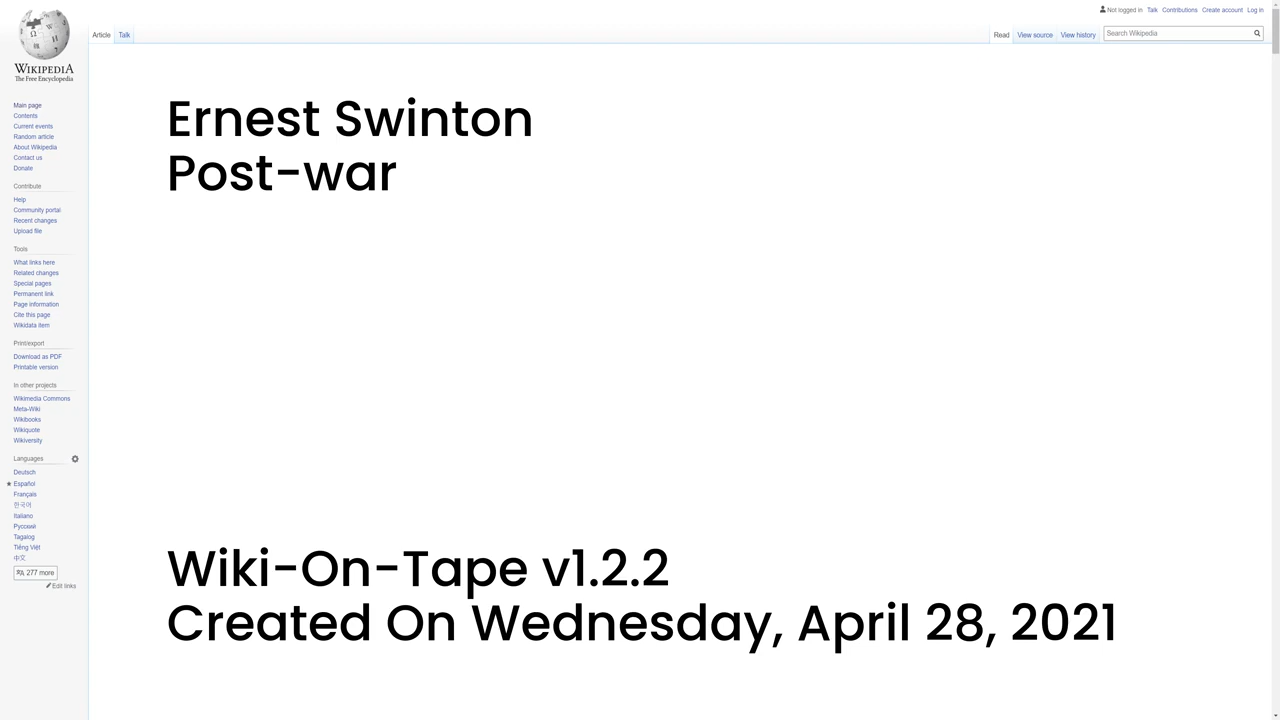 Not logged in Talk Contributions Create account Log in
Article Talk Read View source View history Search Wikipedia
WIKIPEDIA
The Free Encyclopedia
Main page
Contents
Current events
Random article
About Wikipedia
Contact us
Donate
Contribute
Help
Community portal
Recent changes
Upload file
Tools
What links here
Related changes
Special pages
Permanent link
Page information
Cite this page
Wikidata item
Print/export
Download as PDF
Printable version
In other projects
Wikimedia Commons
Meta-Wiki
Wikibooks
Wikiquote
Wikiversity
Languages
Deutsch
Español
Français
한국어
Italiano
Русский
Tagalog
Tiếng Việt
中文
277 more
Edit links
Ernest Swinton
Post-war
Wiki-On-Tape v1.2.2
Created On Wednesday, April 28, 2021